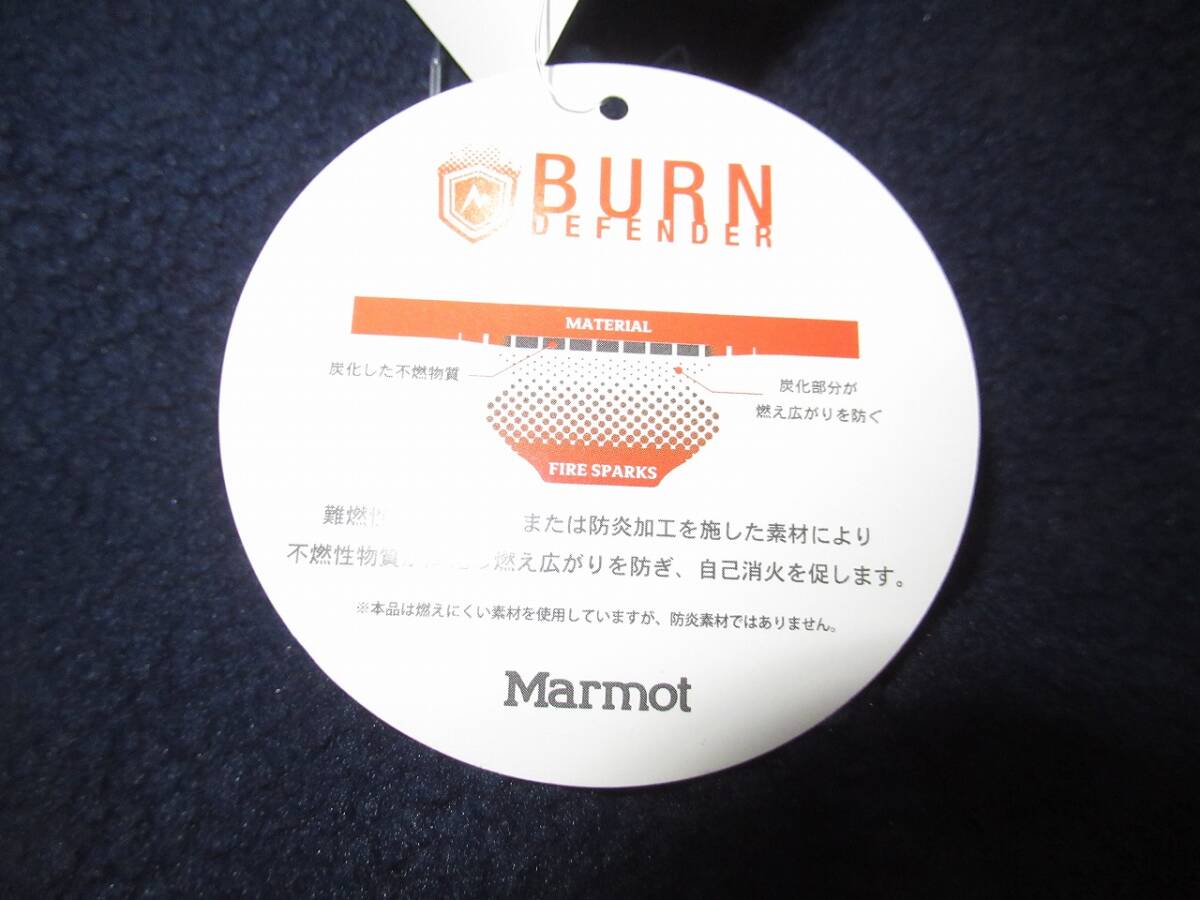 BURN
DEFENDER
MATERIAL
炭化した不燃物質
炭化部分が
燃え広がりを防ぐ
FIRE SPARKS
難燃 または防炎加工を施した素材により
不燃性物質 燃え広がりを防ぎ、自己消火を促します。
※本品は燃えにくい素材を使用していますが、防炎素材ではありません。
Marmot